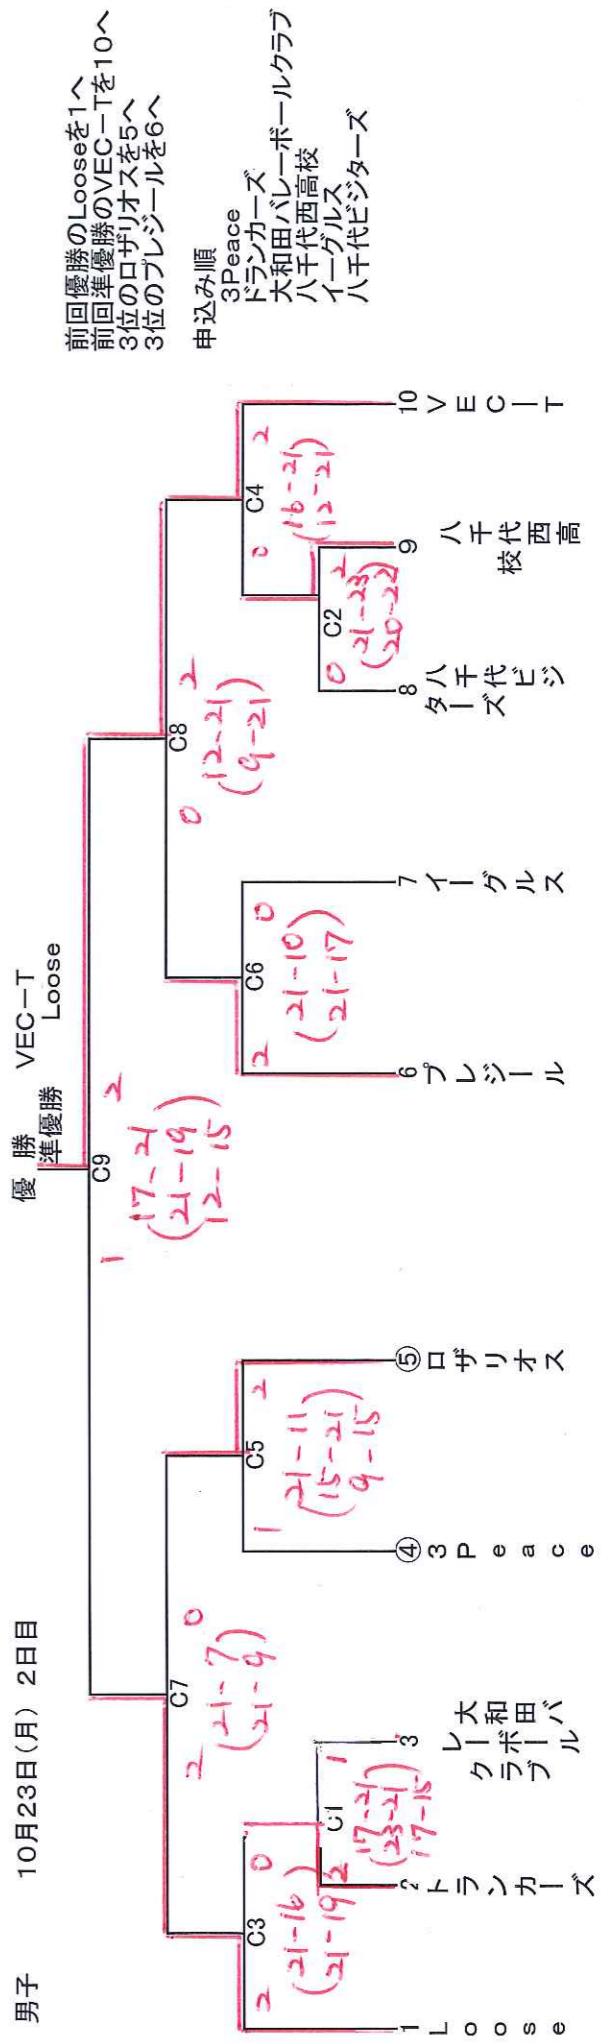 男子　10月23日(月)　2日目
優　勝　VEC－T
準優勝　Loose
前回優勝のLooseを1へ
前回準優勝のVEC－Tを10へ
3位のロザリオスを5へ
3位のプレジールを6へ
申込み順
3Peace
ドランカーズ
大和田バレーボールクラブ
八千代西高校
イーグルス
八千代ビジターズ
C9
1　2
17－21
21－19
12－15
C7
2　0
21－7
21－9
C8
0　2
12－21
9－21
C3
2　0
21－16
21－19
C5
1　2
21－11
15－21
9－15
C6
2　0
21－10
21－17
C4
0　2
16－21
12－21
C1
2　1
17－21
23－21
17－15
C2
0　2
21－23
20－22
1　Loose
2　トランカーズ
3　大和田バレーボールクラブ
④　3Peace
⑤　ロザリオス
6　プレジール
7　イーグルス
8　八千代ビジターズ
9　八千代西高校
10　VEC－T